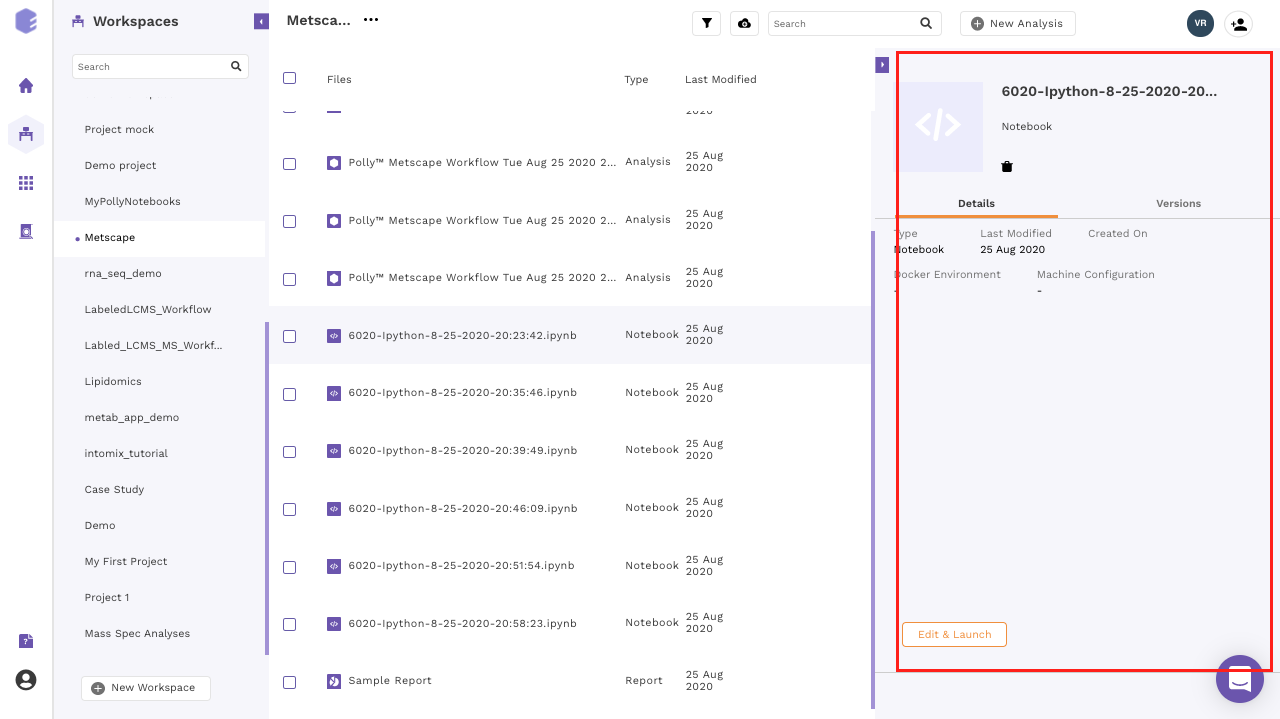 Workspaces
Search
Project mock
Demo project
MyPollyNotebooks
Metscape
rna_seq_demo
LabeledLCMS_Workflow
Labled_LCMS_MS_Workf...
Lipidomics
metab_app_demo
intomix_tutorial
Case Study
Demo
My First Project
Project 1
Mass Spec Analyses
New Workspace
Metsca...
Search
New Analysis
VR
Files Type Last Modified
2020
Polly™ Metscape Workflow Tue Aug 25 2020 2... Analysis 25 Aug
2020
Polly™ Metscape Workflow Tue Aug 25 2020 2... Analysis 25 Aug
2020
Polly™ Metscape Workflow Tue Aug 25 2020 2... Analysis 25 Aug
2020
6020-Ipython-8-25-2020-20:23:42.ipynb Notebook 25 Aug
2020
6020-Ipython-8-25-2020-20:35:46.ipynb Notebook 25 Aug
2020
6020-Ipython-8-25-2020-20:39:49.ipynb Notebook 25 Aug
2020
6020-Ipython-8-25-2020-20:46:09.ipynb Notebook 25 Aug
2020
6020-Ipython-8-25-2020-20:51:54.ipynb Notebook 25 Aug
2020
6020-Ipython-8-25-2020-20:58:23.ipynb Notebook 25 Aug
2020
Sample Report Report 25 Aug
2020
</>
6020-Ipython-8-25-2020-20...
Notebook
Details Versions
Type Last Modified Created On
Notebook 25 Aug 2020
Docker Environment Machine Configuration
- -
Edit & Launch